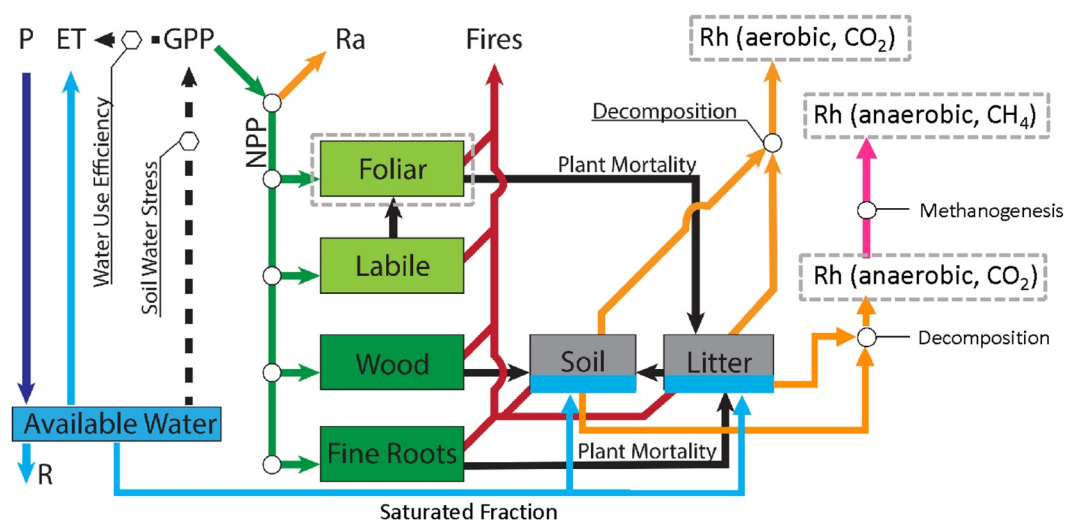 P ET GPP Ra Fires
Rh (aerobic, CO₂)
Decomposition
Rh (anaerobic, CH₄)
Water Use Efficiency
Soil Water Stress
NPP
Foliar
Plant Mortality
Methanogenesis
Labile
Rh (anaerobic, CO₂)
Wood
Soil
Litter
Decomposition
Available Water
Fine Roots
Plant Mortality
R
Saturated Fraction